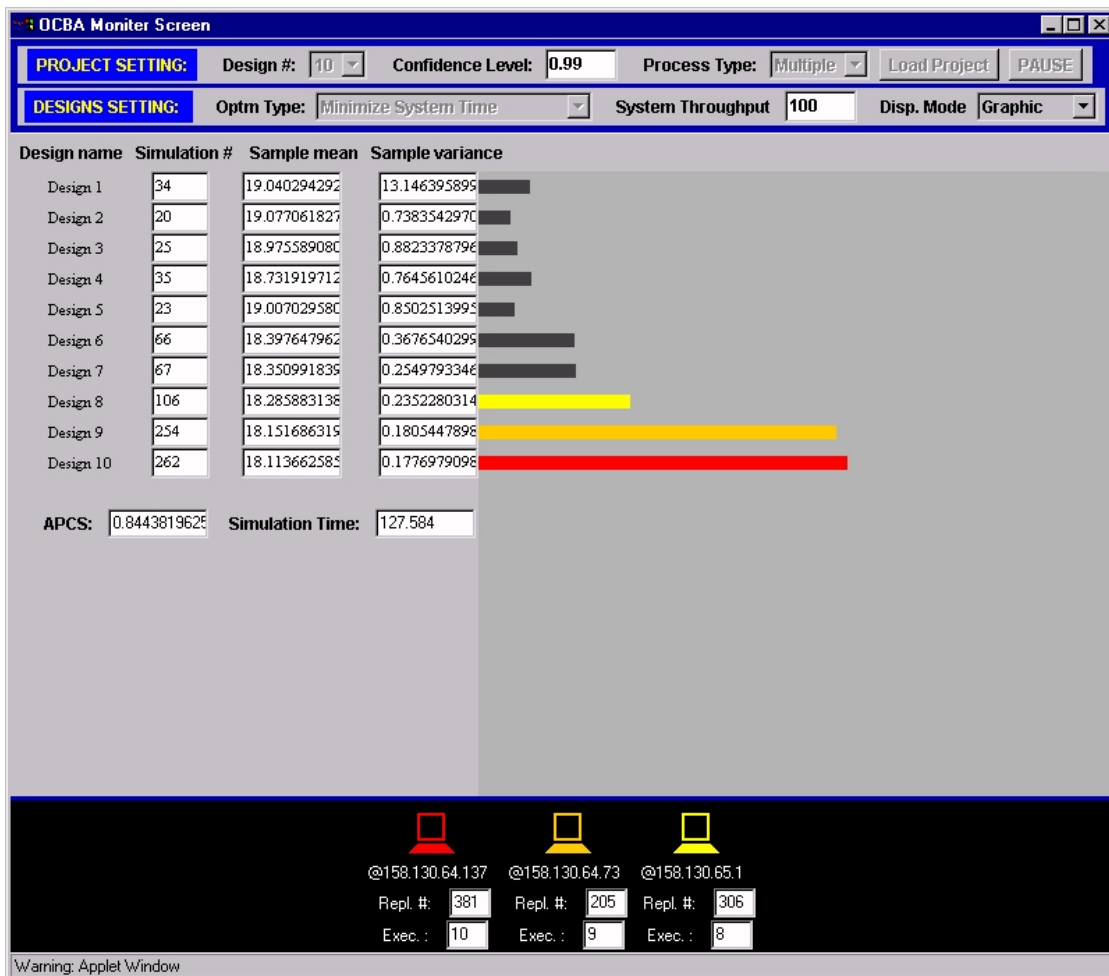 OCBA Moniter Screen
PROJECT SETTING: Design #: 10 Confidence Level: 0.99 Process Type: Multiple Load Project PAUSE
DESIGNS SETTING: Optm Type: Minimize System Time System Throughput 100 Disp. Mode Graphic
Design name Simulation # Sample mean Sample variance
Design 1 34 19.040294292 13.146395899
Design 2 20 19.077061827 0.7383542970
Design 3 25 18.975589080 0.8823378796
Design 4 35 18.731919712 0.7645610246
Design 5 23 19.007029580 0.8502513995
Design 6 66 18.397647962 0.3676540299
Design 7 67 18.350991839 0.2549793346
Design 8 106 18.285883138 0.2352280314
Design 9 254 18.151686319 0.1805447898
Design 10 262 18.113662585 0.1776979098
APCS: 0.8443819625 Simulation Time: 127.584
@158.130.64.137 @158.130.64.73 @158.130.65.1
Repl. #: 381 Repl. #: 205 Repl. #: 306
Exec. : 10 Exec. : 9 Exec. : 8
Warning: Applet Window